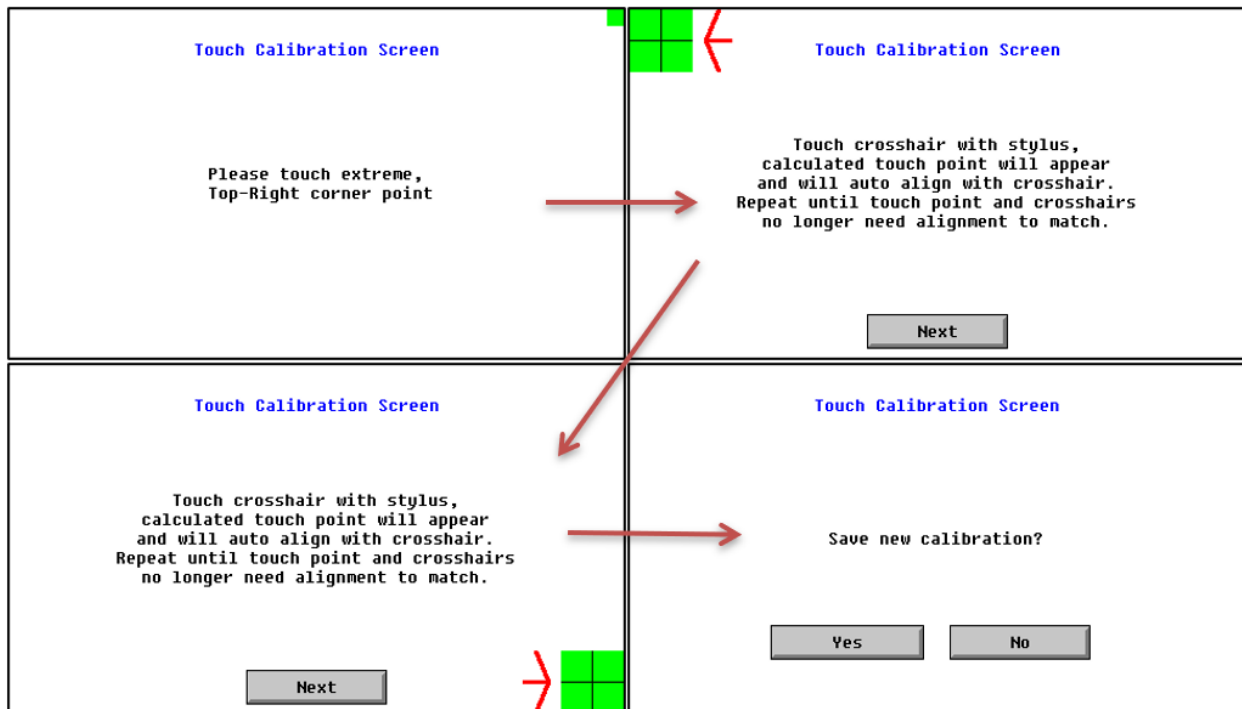 Touch Calibration Screen
Please touch extreme,
Top-Right corner point
Touch Calibration Screen
Touch crosshair with stylus,
calculated touch point will appear
and will auto align with crosshair.
Repeat until touch point and crosshairs
no longer need alignment to match.
Next
Touch Calibration Screen
Touch crosshair with stylus,
calculated touch point will appear
and will auto align with crosshair.
Repeat until touch point and crosshairs
no longer need alignment to match.
Next
Touch Calibration Screen
Save new calibration?
Yes
No